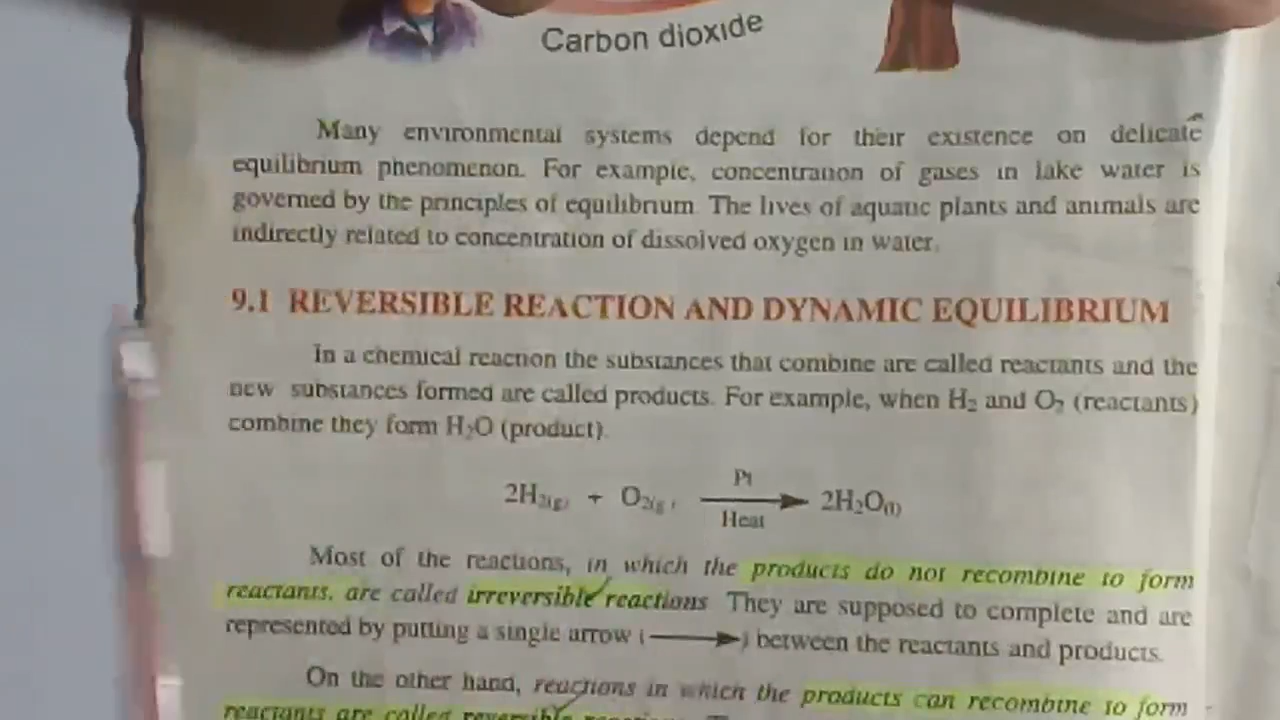 Carbon dioxide
Many environmental systems depend for their existence on delicate
equilibrium phenomenon. For example, concentration of gases in lake water is
governed by the principles of equilibrium. The lives of aquatic plants and animals are
indirectly related to concentration of dissolved oxygen in water.
9.1 REVERSIBLE REACTION AND DYNAMIC EQUILIBRIUM
In a chemical reaction the substances that combine are called reactants and the
new substances formed are called products. For example, when H₂ and O₂ (reactants)
combine they form H₂O (product).
Pt
2H₂(g) + O₂(g) ⟶ 2H₂O(l)
Heat
Most of the reactions, in which the products do not recombine to form
reactants, are called irreversible reactions. They are supposed to complete and are
represented by putting a single arrow (⟶) between the reactants and products.
On the other hand, reactions in which the products can recombine to form
reactants are called reversible